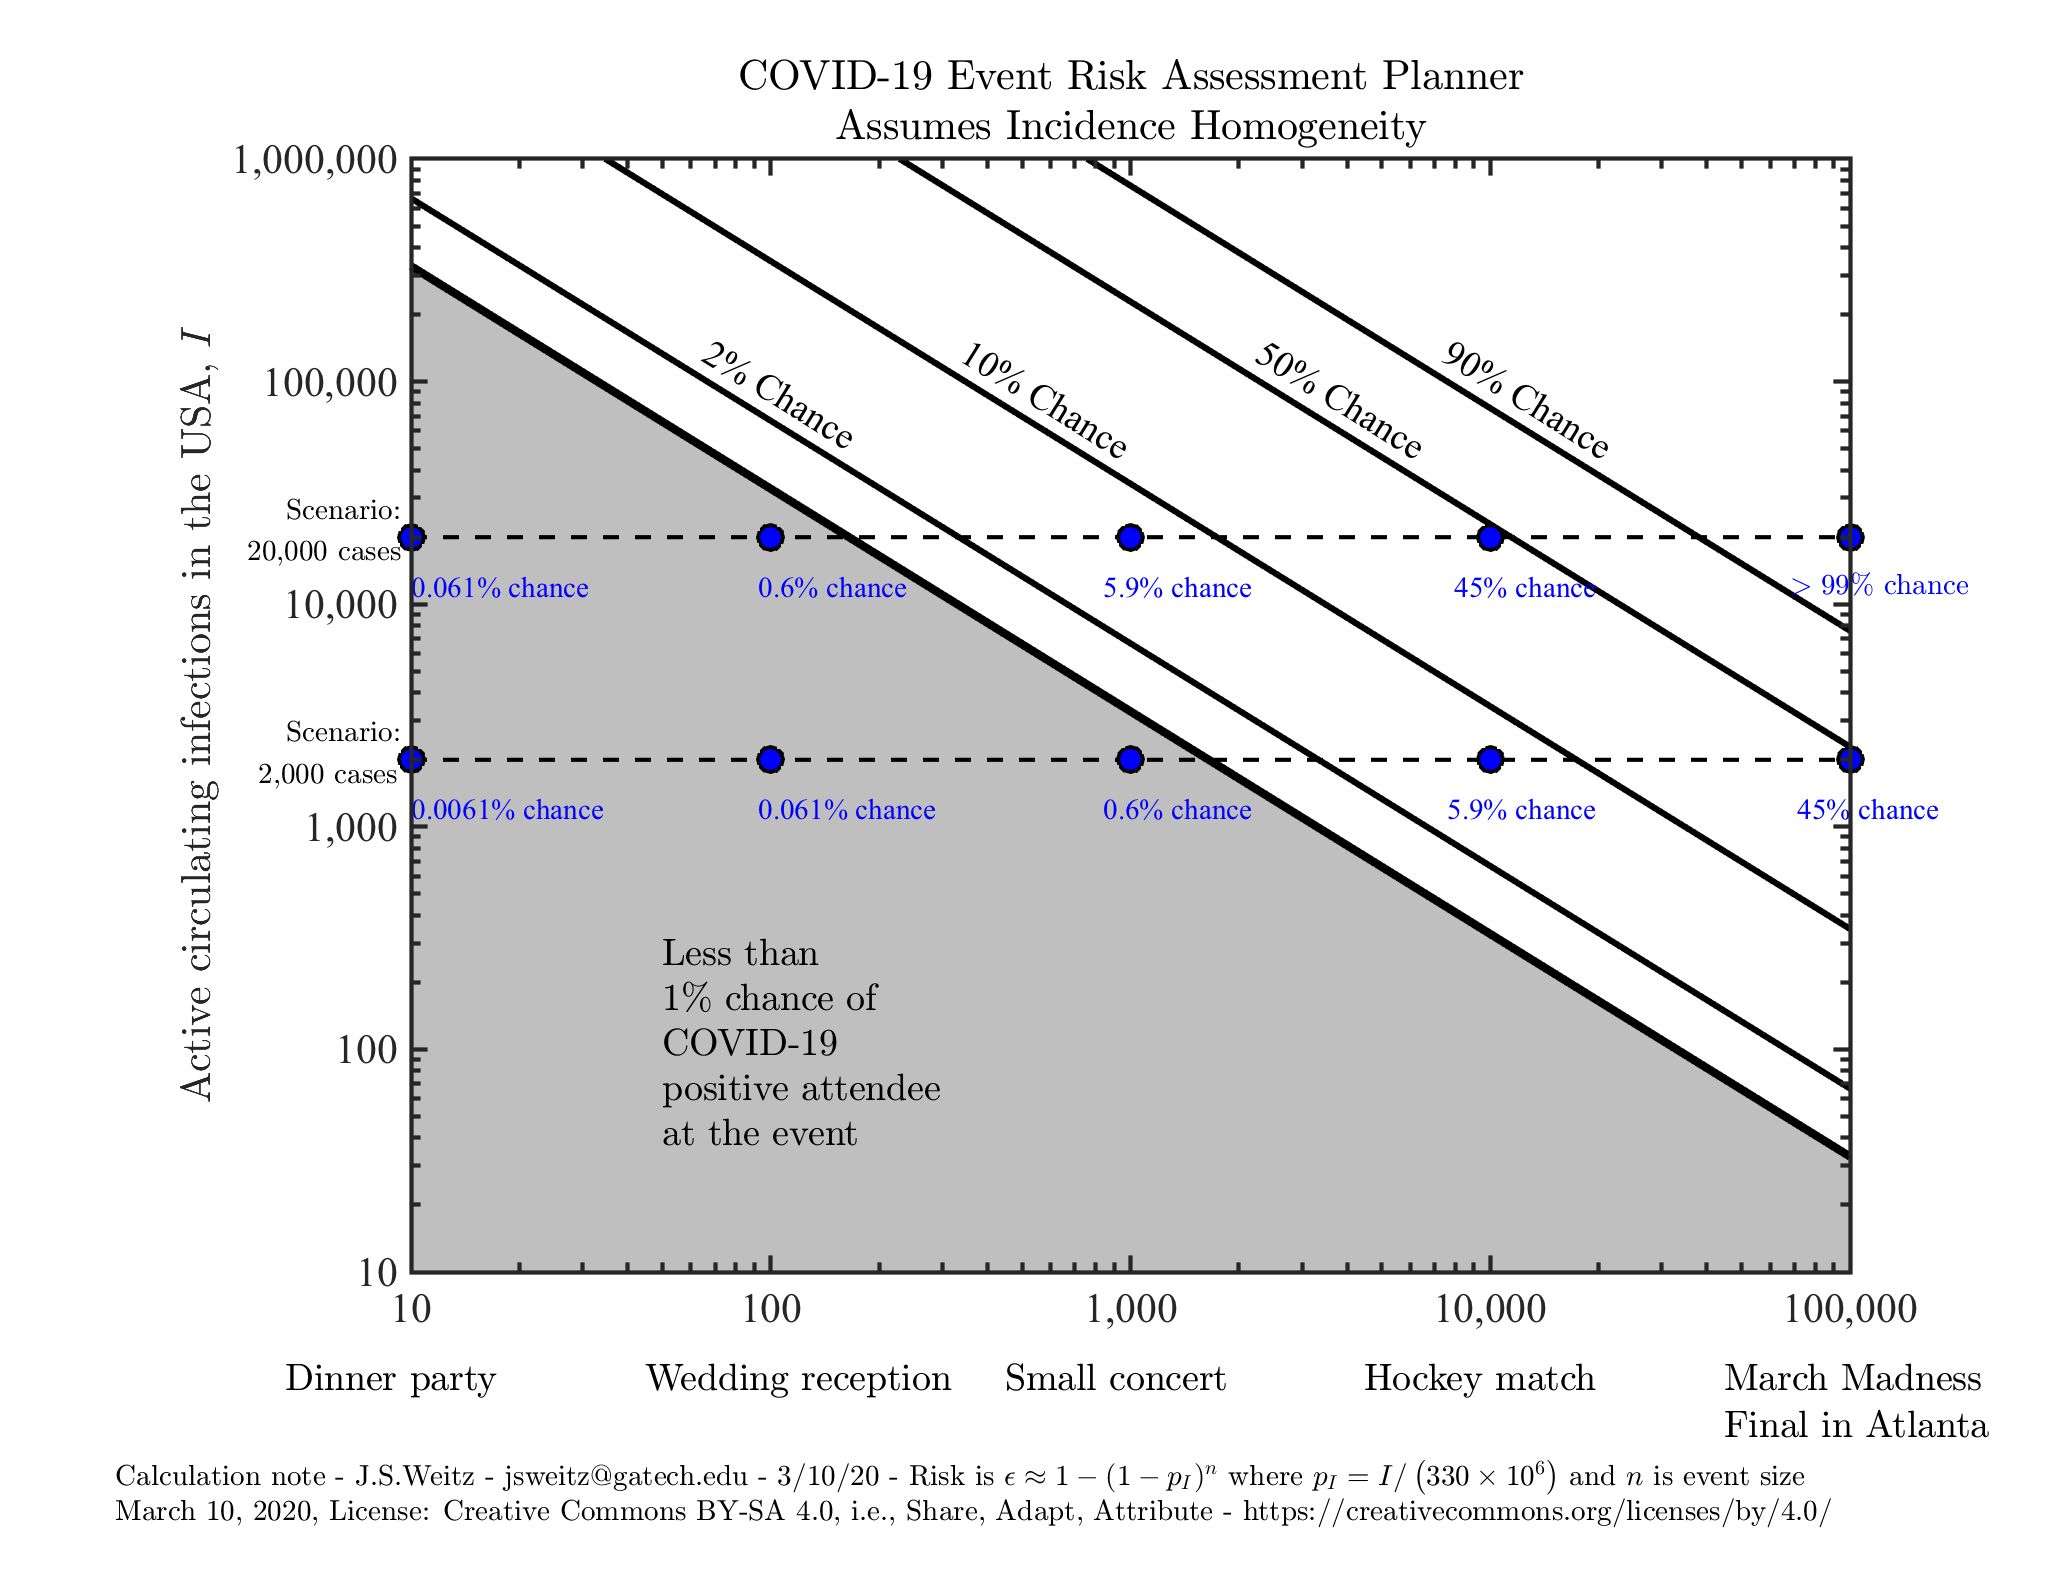 COVID-19 Event Risk Assessment Planner
Assumes Incidence Homogeneity
Active circulating infections in the USA, I
1,000,000
100,000
10,000
1,000
100
10
2% Chance
10% Chance
50% Chance
90% Chance
Scenario:
20,000 cases
0.061% chance
0.6% chance
5.9% chance
45% chance
> 99% chance
Scenario:
2,000 cases
0.0061% chance
0.061% chance
0.6% chance
5.9% chance
45% chance
Less than
1% chance of
COVID-19
positive attendee
at the event
10
100
1,000
10,000
100,000
Dinner party
Wedding reception
Small concert
Hockey match
March Madness
Final in Atlanta
Calculation note - J.S.Weitz - jsweitz@gatech.edu - 3/10/20 - Risk is ϵ ≈ 1 − (1 − p_I)^n where p_I = I/ (330 × 10^6) and n is event size
March 10, 2020, License: Creative Commons BY-SA 4.0, i.e., Share, Adapt, Attribute - https://creativecommons.org/licenses/by/4.0/